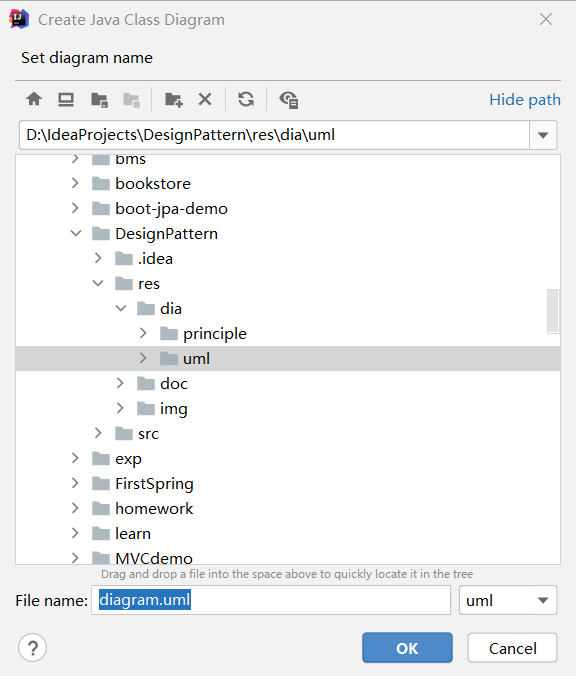 Create Java Class Diagram
Set diagram name
Hide path
D:\IdeaProjects\DesignPattern\res\dia\uml
bms
bookstore
boot-jpa-demo
DesignPattern
.idea
res
dia
principle
uml
doc
img
src
exp
FirstSpring
homework
learn
MVCdemo
Drag and drop a file into the space above to quickly locate it in the tree
File name: diagram.uml uml
? OK Cancel